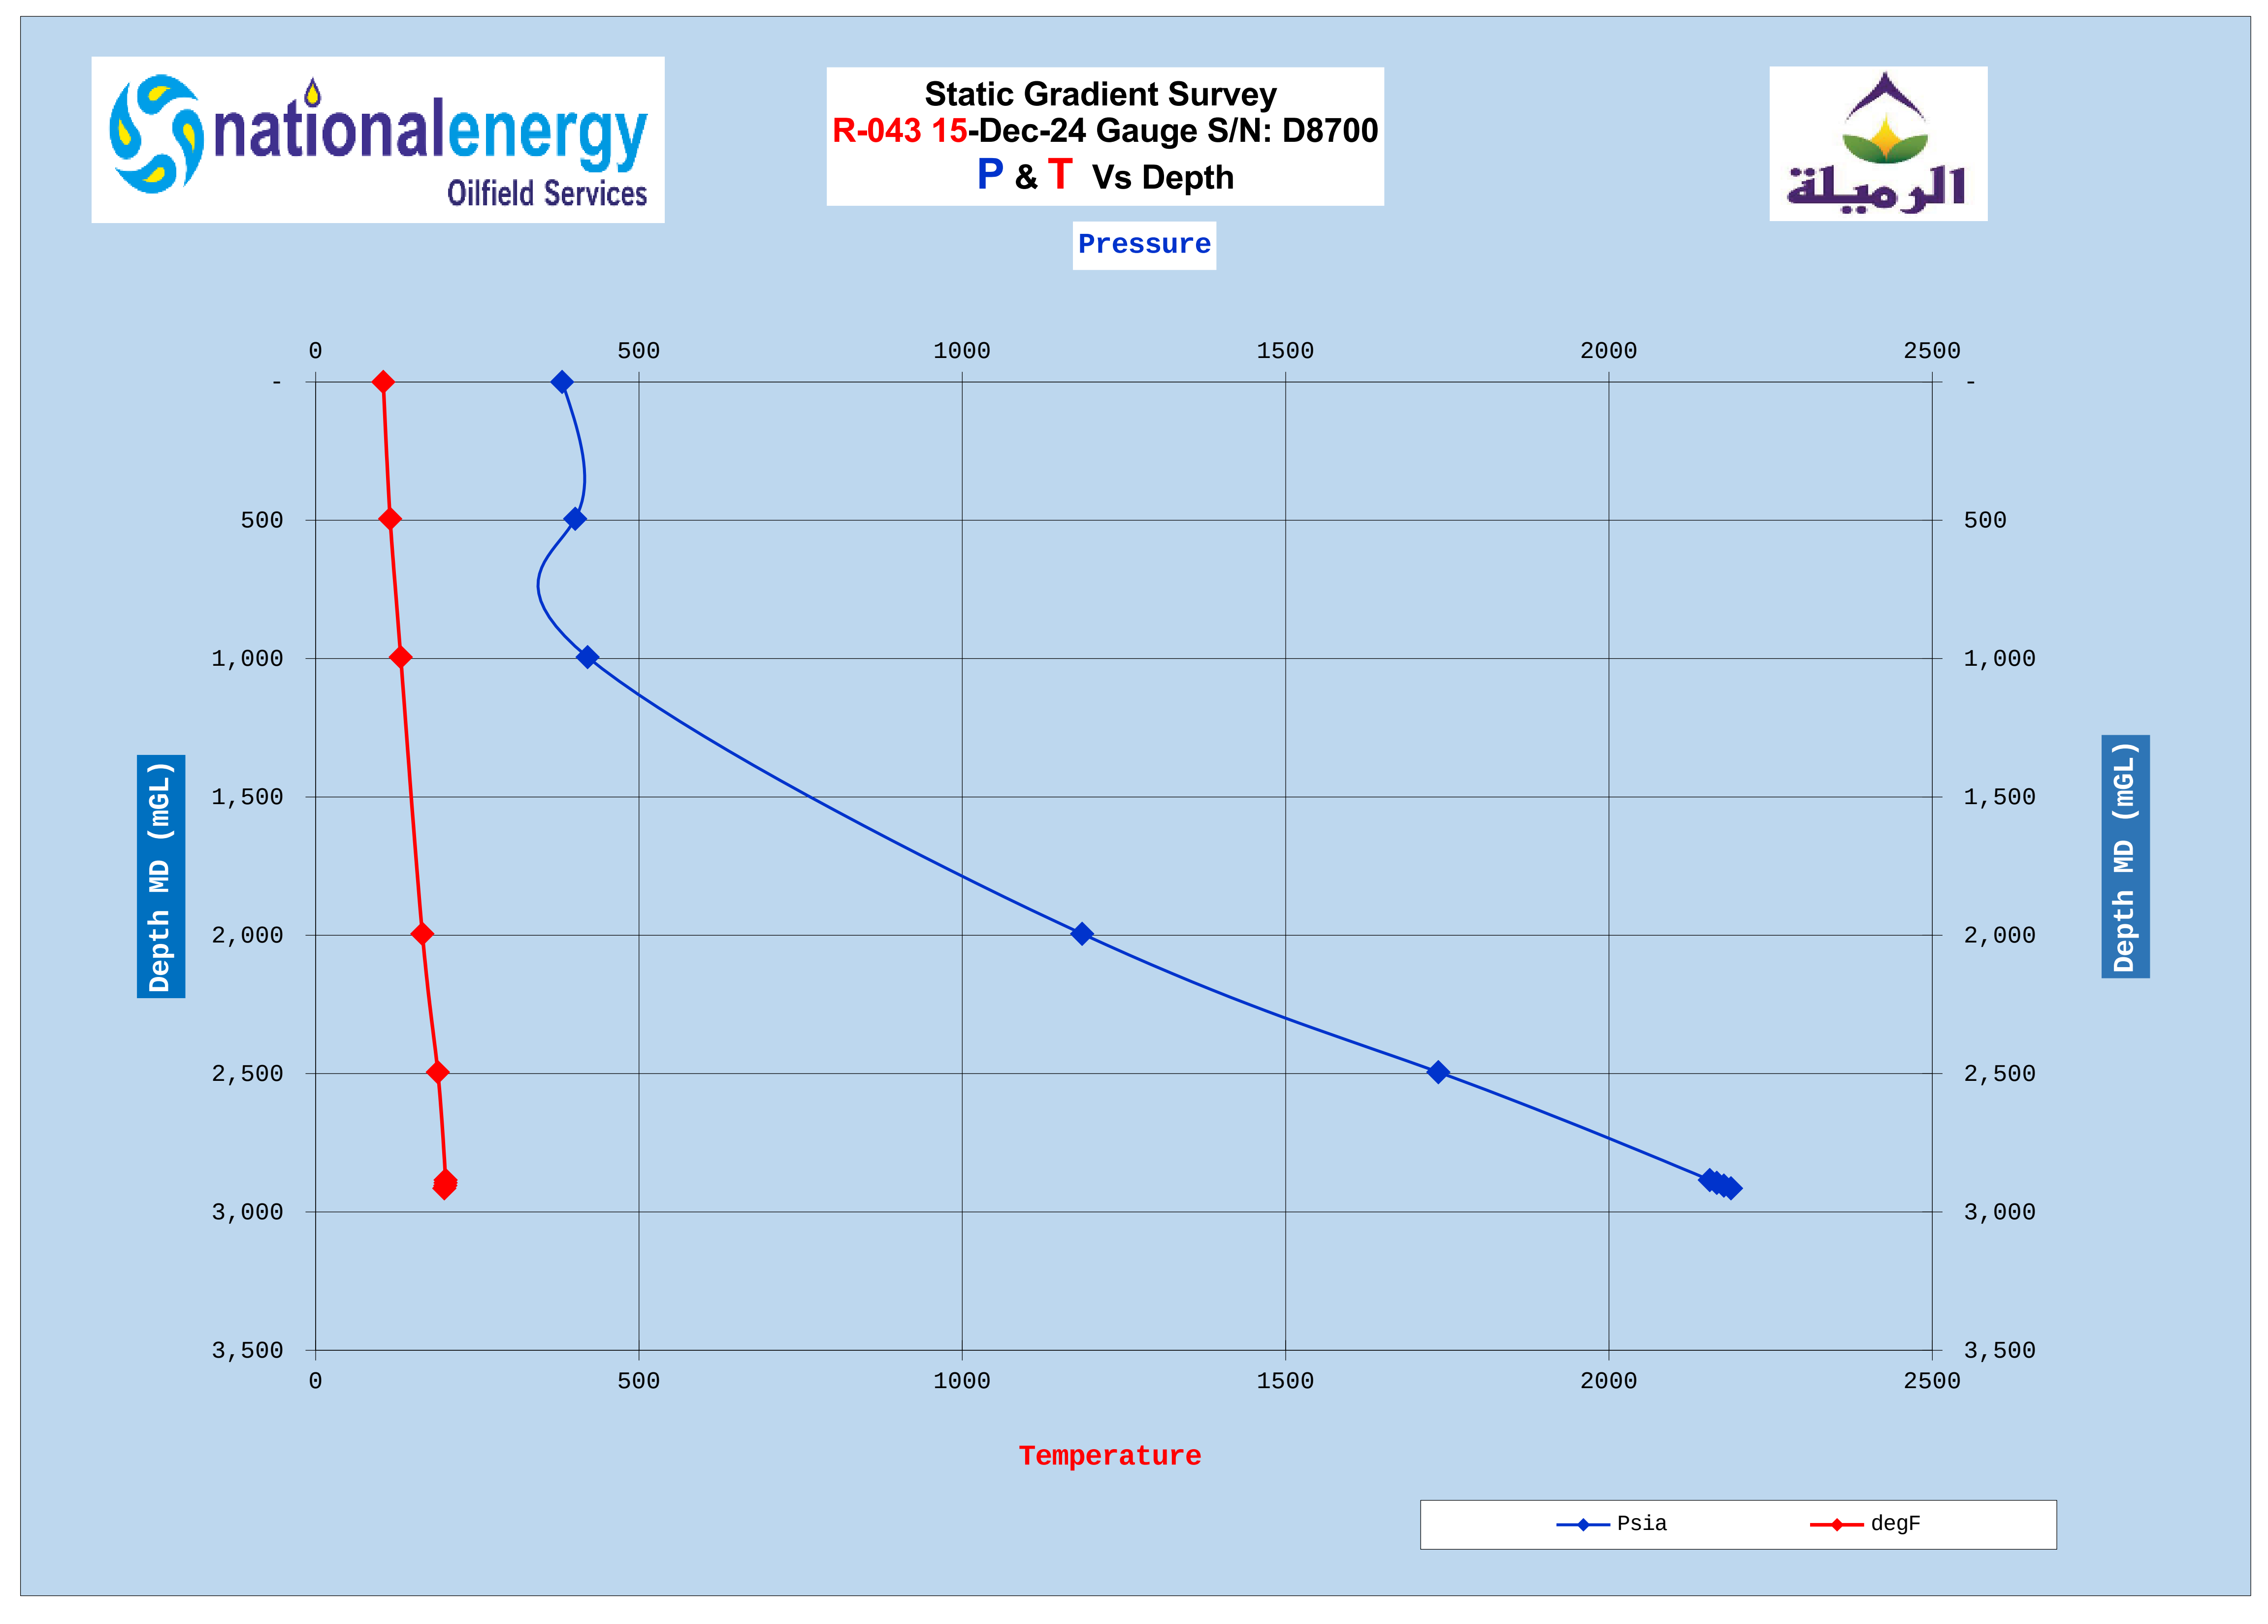 nationalenergy
Oilfield Services
Static Gradient Survey
R-043 15-Dec-24 Gauge S/N: D8700
P & T Vs Depth
الرميلة
Pressure
0 500 1000 1500 2000 2500
- -
500 500
1,000 1,000
1,500 1,500
2,000 2,000
2,500 2,500
3,000 3,000
3,500 3,500
Depth MD (mGL)
Depth MD (mGL)
0 500 1000 1500 2000 2500
Temperature
Psia degF